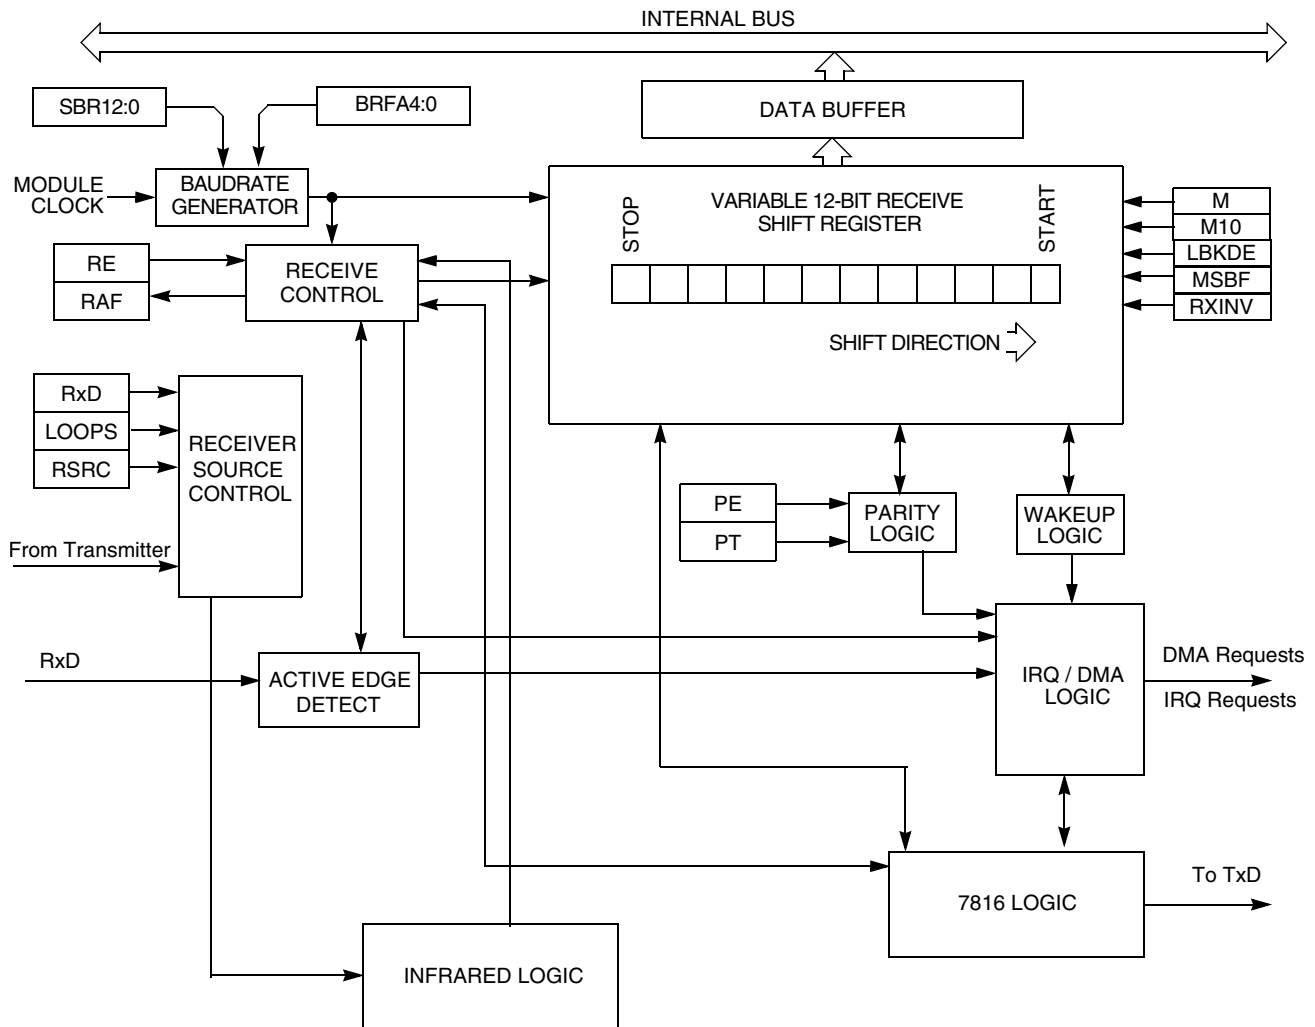 INTERNAL BUS
SBR12:0
BRFA4:0
DATA BUFFER
MODULE
CLOCK
BAUDRATE
GENERATOR
VARIABLE 12-BIT RECEIVE
SHIFT REGISTER
STOP
START
M
M10
LBKDE
MSBF
RXINV
RE
RAF
RECEIVE
CONTROL
SHIFT DIRECTION
RxD
LOOPS
RSRC
RECEIVER
SOURCE
CONTROL
From Transmitter
PE
PT
PARITY
LOGIC
WAKEUP
LOGIC
RxD
ACTIVE EDGE
DETECT
IRQ / DMA
LOGIC
DMA Requests
IRQ Requests
7816 LOGIC
To TxD
INFRARED LOGIC